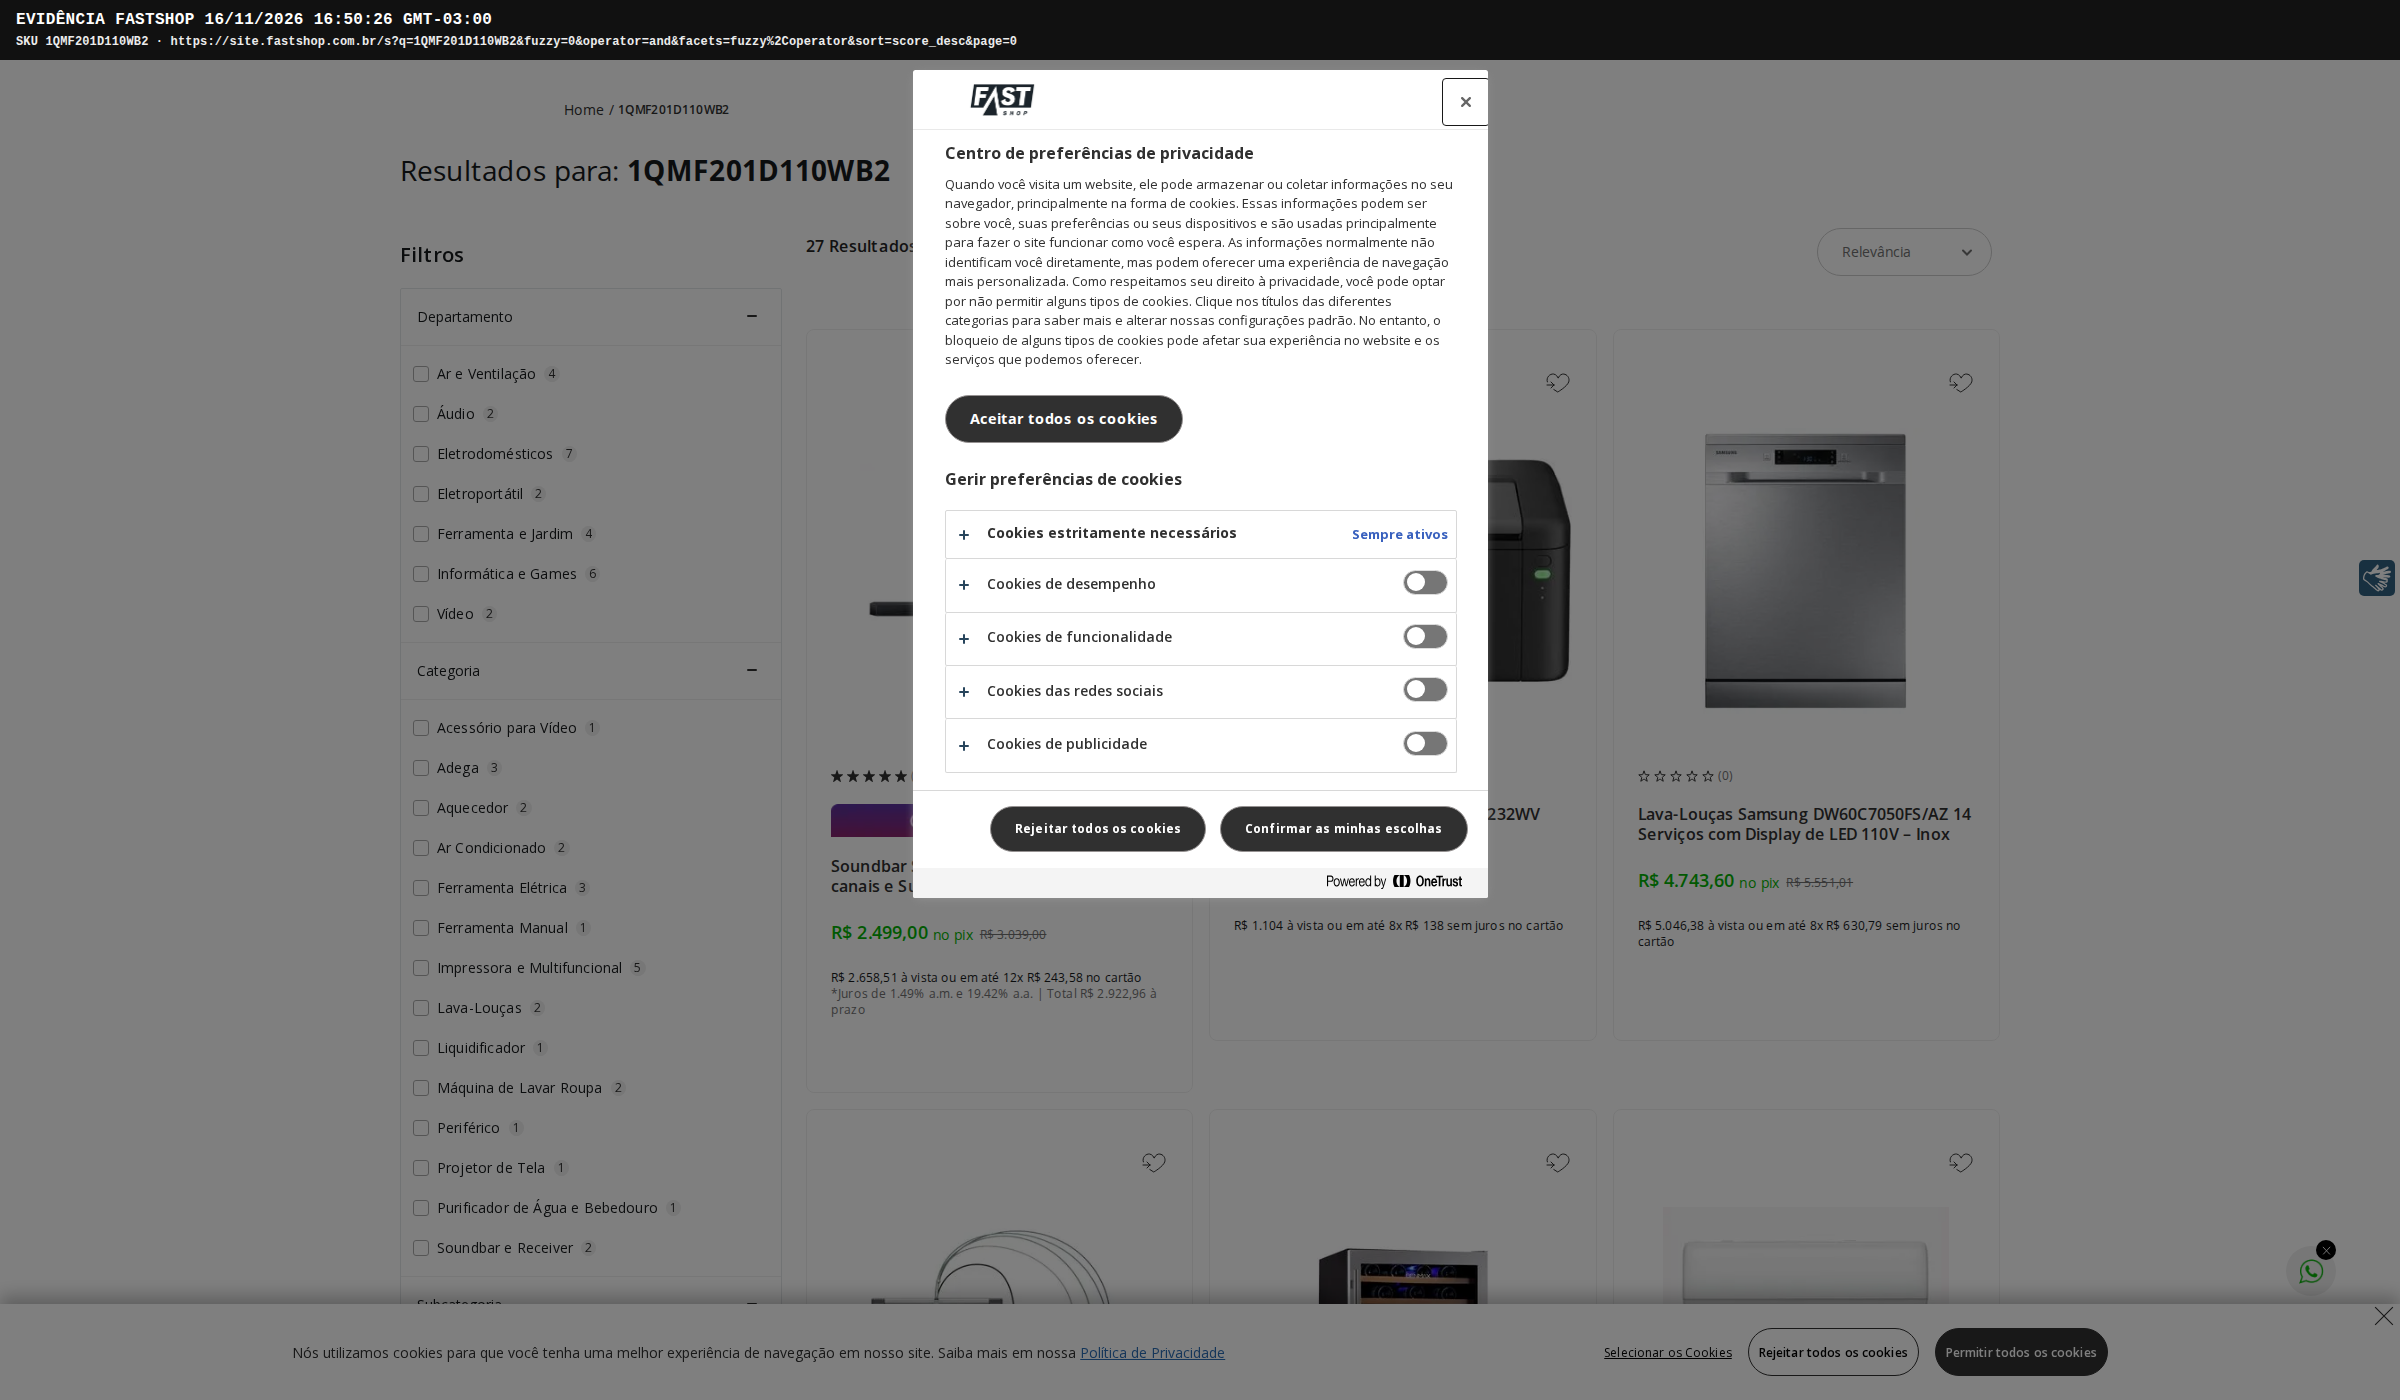 EVIDÊNCIA FASTSHOP 16/11/2026 16:50:26 GMT-03:00
SKU 1QMF201D110WB2 · https://site.fastshop.com.br/s?q=1QMF201D110WB2&fuzzy=0&operator=and&facets=fuzzy%2Coperator&sort=score_desc&page=0
Home / 1QMF201D110WB2
Resultados para: 1QMF201D110WB2
Filtros
27 Resultados
Relevância
Departamento
Ar e Ventilação 4
Áudio 2
Eletrodomésticos 7
Eletroportátil 2
Ferramenta e Jardim 4
Informática e Games 6
Vídeo 2
Categoria
Acessório para Vídeo 1
Adega 3
Aquecedor 2
Ar Condicionado 2
Ferramenta Elétrica 3
Ferramenta Manual 1
Impressora e Multifuncional 5
Lava-Louças 2
Liquidificador 1
Máquina de Lavar Roupa 2
Periférico 1
Projetor de Tela 1
Purificador de Água e Bebedouro 1
Soundbar e Receiver 2
Subcategoria
FAST SHOP
Centro de preferências de privacidade
Quando você visita um website, ele pode armazenar ou coletar informações no seu
navegador, principalmente na forma de cookies. Essas informações podem ser
sobre você, suas preferências ou seus dispositivos e são usadas principalmente
para fazer o site funcionar como você espera. As informações normalmente não
identificam você diretamente, mas podem oferecer uma experiência de navegação
mais personalizada. Como respeitamos seu direito à privacidade, você pode optar
por não permitir alguns tipos de cookies. Clique nos títulos das diferentes
categorias para saber mais e alterar nossas configurações padrão. No entanto, o
bloqueio de alguns tipos de cookies pode afetar sua experiência no website e os
serviços que podemos oferecer.
Aceitar todos os cookies
Gerir preferências de cookies
Cookies estritamente necessários
Sempre ativos
Cookies de desempenho
Cookies de funcionalidade
Cookies das redes sociais
Cookies de publicidade
Rejeitar todos os cookies
Confirmar as minhas escolhas
Powered by OneTrust
Soundbar
canais e
R$ 2.499,00 no pix R$ 3.039,00
R$ 2.658,51 à vista ou em até 12x R$ 243,58 no cartão
*Juros de 1.49% a.m. e 19.42% a.a. | Total R$ 2.922,96 à
prazo
232WV
R$ 1.104 à vista ou em até 8x R$ 138 sem juros no cartão
SAMSUNG
(0)
Lava-Louças Samsung DW60C7050FS/AZ 14
Serviços com Display de LED 110V – Inox
R$ 4.743,60 no pix R$ 5.551,01
R$ 5.046,38 à vista ou em até 8x R$ 630,79 sem juros no
cartão
Nós utilizamos cookies para que você tenha uma melhor experiência de navegação em nosso site. Saiba mais em nossa Política de Privacidade
Selecionar os Cookies
Rejeitar todos os cookies
Permitir todos os cookies